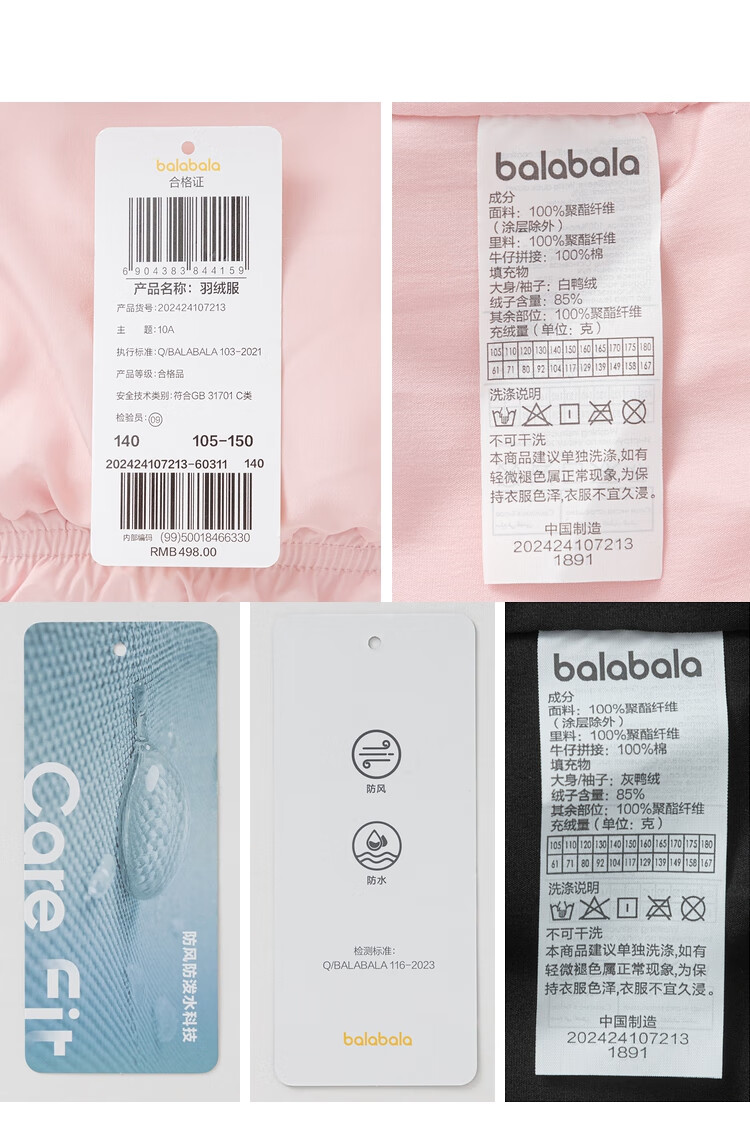 balabala
合格证
6 904383 844159
产品名称：羽绒服
产品货号：202424107213
主 题：10A
执行标准：Q/BALABALA 103-2021
产品等级：合格品
安全技术类别：符合GB 31701 C类
检验员：09
140 105-150
202424107213-60311 140
内部编码 (99)50018466330
RMB498.00
balabala
成分
面料：100%聚酯纤维
（涂层除外）
里料：100%聚酯纤维
牛仔拼接：100%棉
填充物
大身/袖子：白鸭绒
绒子含量：85%
其余部位：100%聚酯纤维
充绒量（单位：克）
105 110 120 130 140 150 160 165 170 175 180
61 71 80 92 104 117 129 139 149 158 167
洗涤说明
不可干洗
本商品建议单独洗涤,如有
轻微褪色属正常现象,为保
持衣服色泽,衣服不宜久浸。
中国制造
202424107213
1891
Care Fit
防风防泼水科技
防风
防水
检测标准：
Q/BALABALA 116-2023
balabala
balabala
成分
面料：100%聚酯纤维
（涂层除外）
里料：100%聚酯纤维
牛仔拼接：100%棉
填充物
大身/袖子：灰鸭绒
绒子含量：85%
其余部位：100%聚酯纤维
充绒量（单位：克）
105 110 120 130 140 150 160 165 170 175 180
61 71 80 92 104 117 129 139 149 158 167
洗涤说明
不可干洗
本商品建议单独洗涤,如有
轻微褪色属正常现象,为保
持衣服色泽,衣服不宜久浸。
中国制造
202424107213
1891